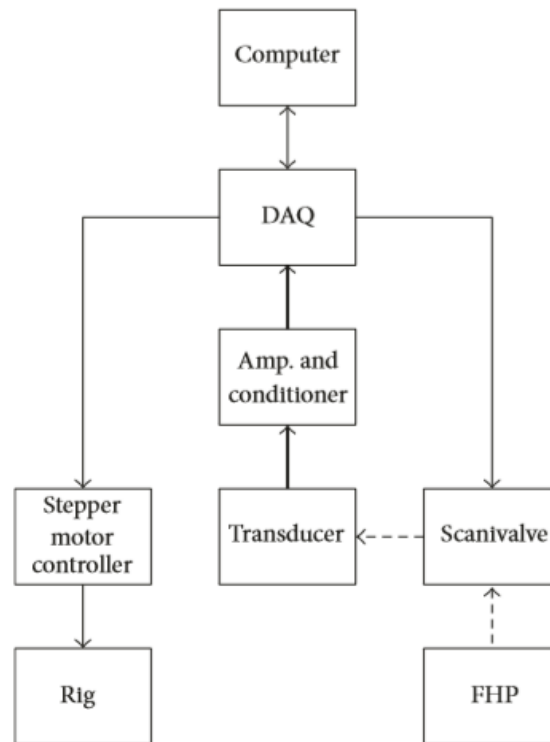 Computer
DAQ
Amp. and
conditioner
Stepper
motor
controller
Transducer
Scanivalve
Rig
FHP